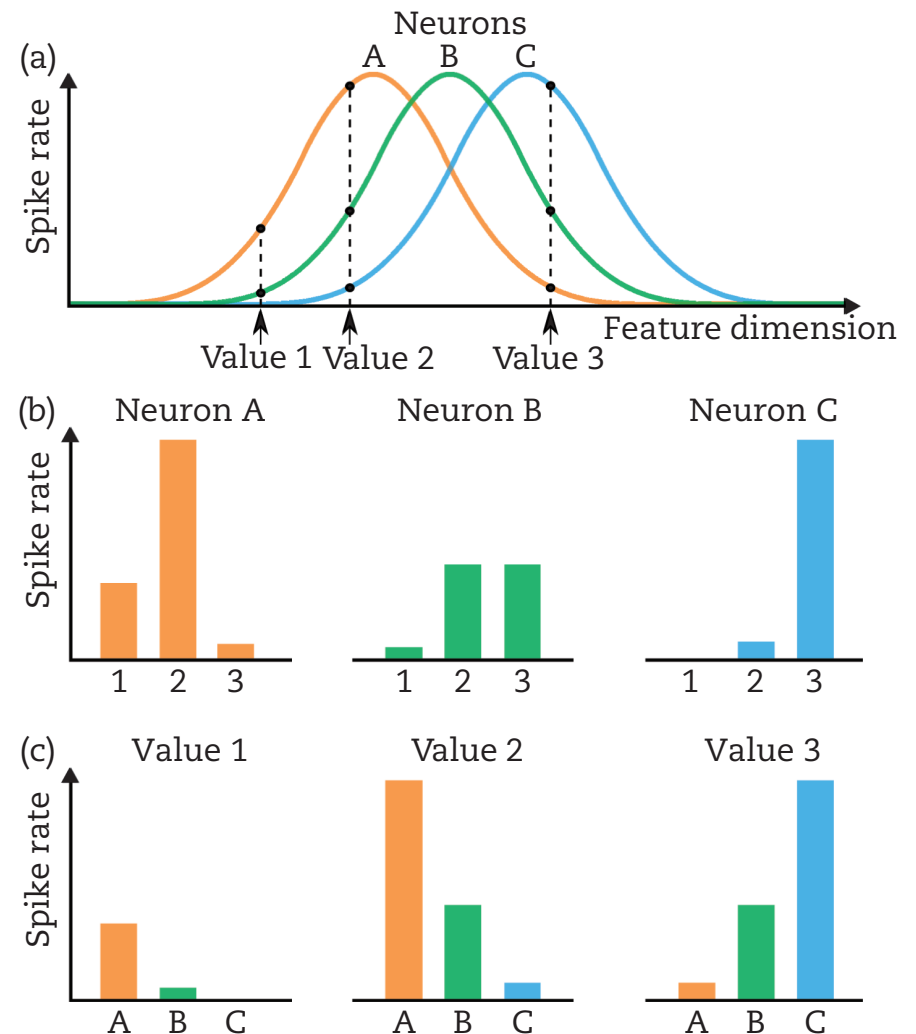 (a)
Neurons
A B C
Spike rate
Feature dimension
Value 1 Value 2 Value 3
(b)
Neuron A Neuron B Neuron C
Spike rate
1 2 3 1 2 3 1 2 3
(c)
Value 1 Value 2 Value 3
Spike rate
A B C A B C A B C